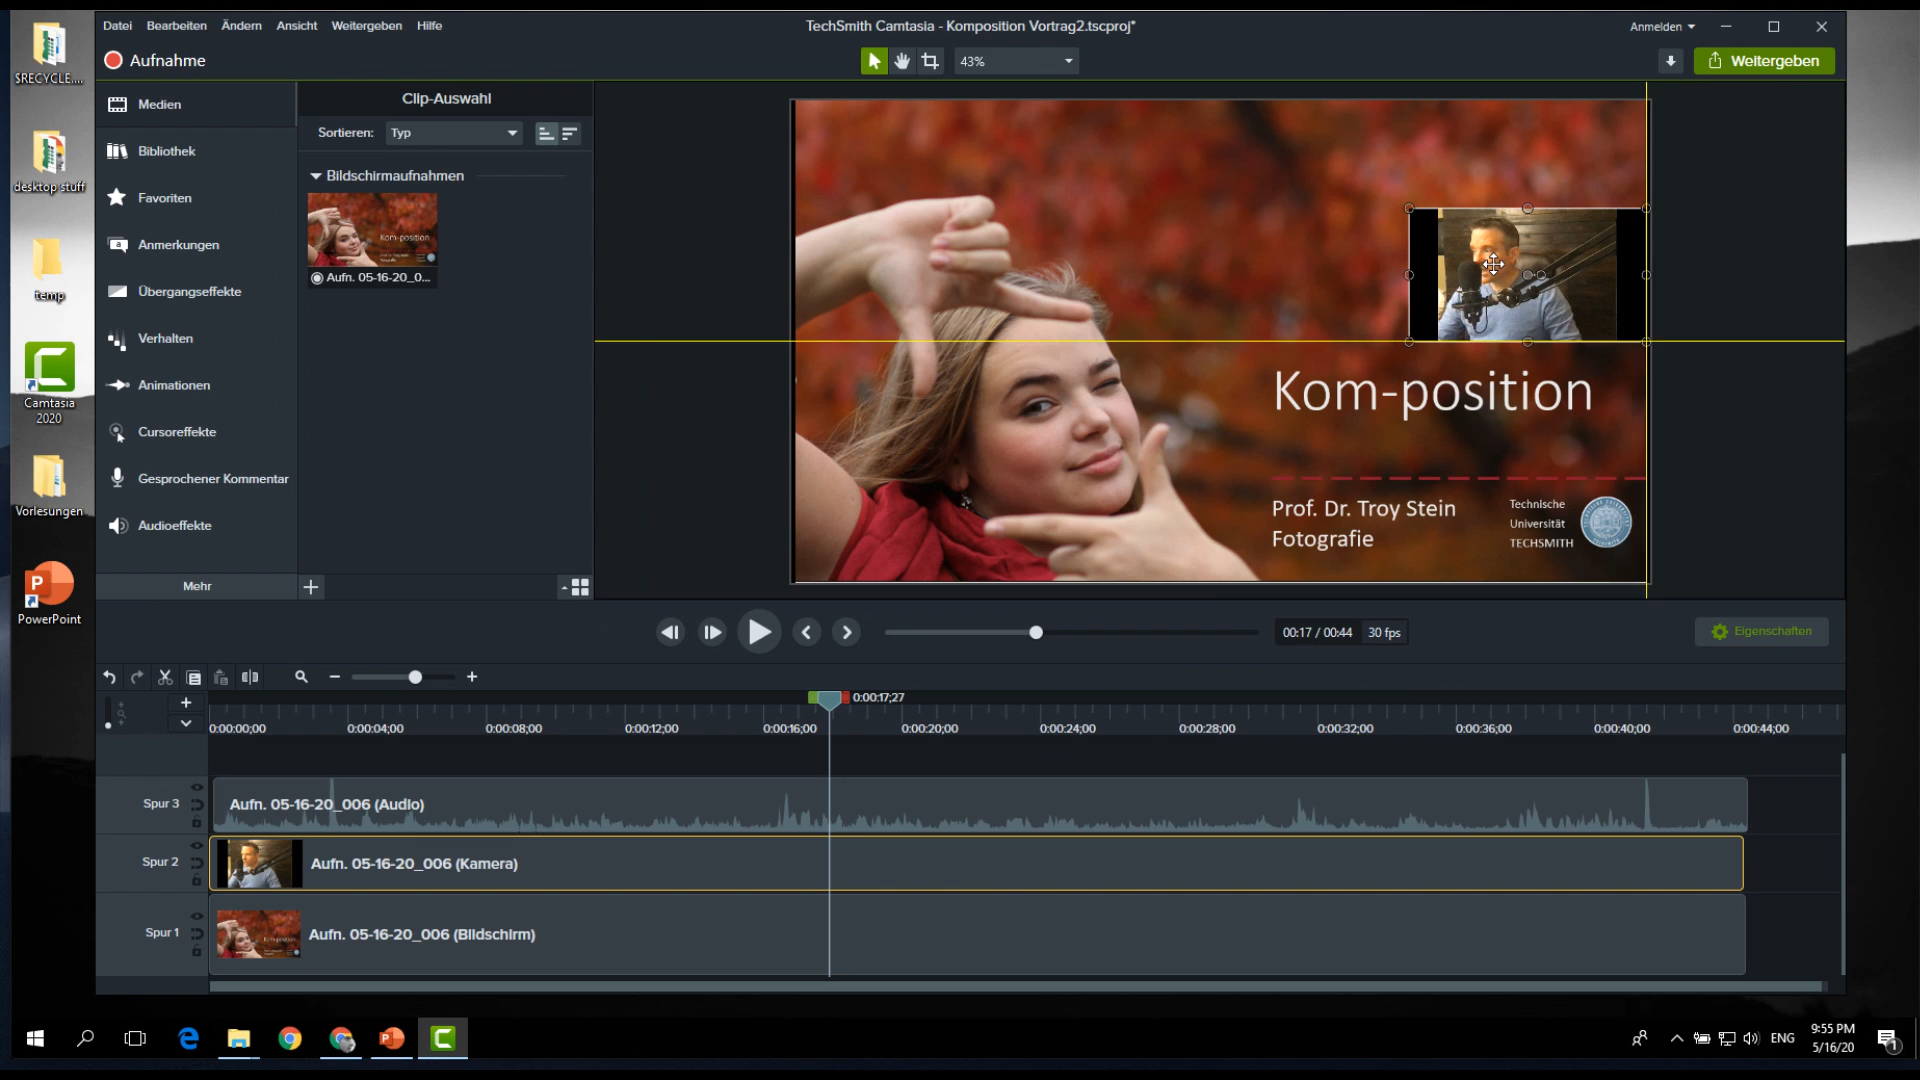 Datei Bearbeiten Ändern Ansicht Weitergeben Hilfe
TechSmith Camtasia - Komposition Vortrag2.tscproj*
Anmelden
Aufnahme
43%
Weitergeben
Medien
Bibliothek
Favoriten
Anmerkungen
Übergangseffekte
Verhalten
Animationen
Cursoreffekte
Gesprochener Kommentar
Audioeffekte
Mehr
Clip-Auswahl
Sortieren: Typ
Bildschirmaufnahmen
Kom-position
Aufn. 05-16-20_0...
$RECYCLE....
desktop stuff
temp
Camtasia
2020
Vorlesungen
PowerPoint
Kom-position
Prof. Dr. Troy Stein
Fotografie
Technische
Universität
TECHSMITH
00:17 / 00:44 30 fps
Eigenschaften
0:00:17;27
0:00:00;00 0:00:04;00 0:00:08;00 0:00:12;00 0:00:16;00 0:00:20;00 0:00:24;00 0:00:28;00 0:00:32;00 0:00:36;00 0:00:40;00 0:00:44;00
Spur 3
Aufn. 05-16-20_006 (Audio)
Spur 2
Aufn. 05-16-20_006 (Kamera)
Spur 1
Aufn. 05-16-20_006 (Bildschirm)
ENG
9:55 PM
5/16/20
1